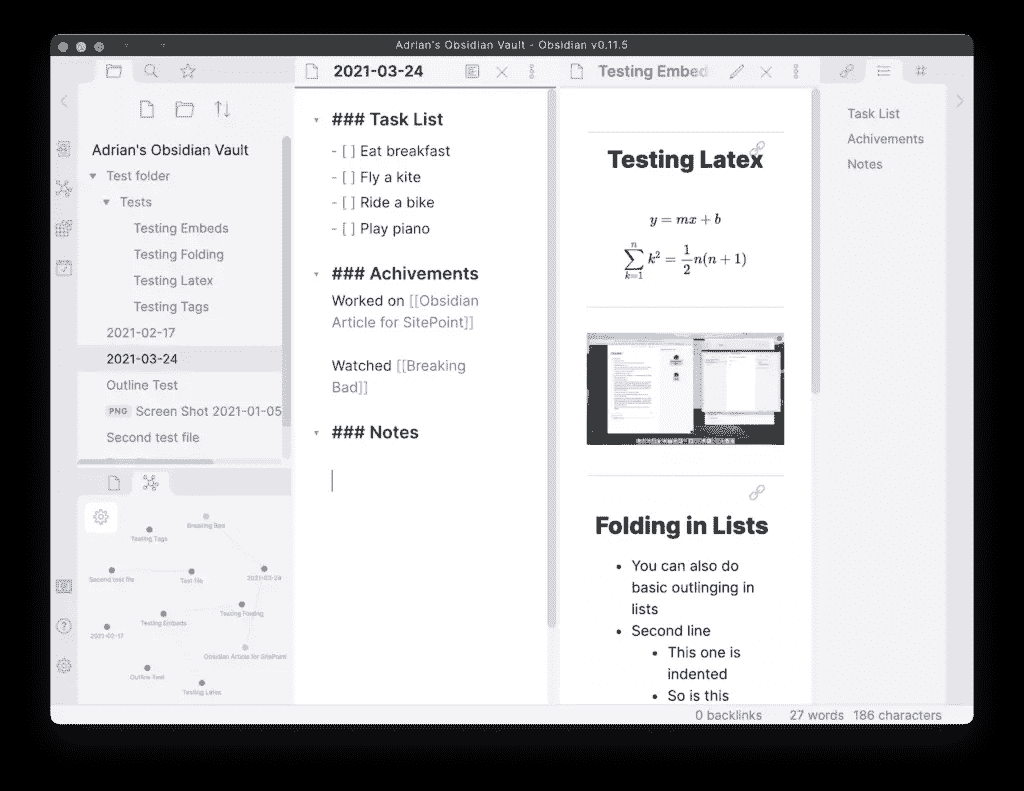 Adrian's Obsidian Vault - Obsidian v0.11.5
Adrian's Obsidian Vault
Test folder
Tests
Testing Embeds
Testing Folding
Testing Latex
Testing Tags
2021-02-17
2021-03-24
Outline Test
PNG Screen Shot 2021-01-05
Second test file
Testing Tags
Breaking Bad
Second test file
Test file
2021-03-24
Testing Embeds
Testing Folding
2021-02-17
Obsidian Article for SitePoint
Outline Test
Testing Latex
2021-03-24
### Task List
- [ ] Eat breakfast
- [ ] Fly a kite
- [ ] Ride a bike
- [ ] Play piano
### Achivements
Worked on [[Obsidian
Article for SitePoint]]
Watched [[Breaking
Bad]]
### Notes
Testing Embed
Testing Latex
y = mx + b
n
∑ k² = 1/2 n(n + 1)
k=1
Folding in Lists
• You can also do
basic outlinging in
lists
• Second line
• This one is
indented
• So is this
Task List
Achivements
Notes
0 backlinks 27 words 186 characters